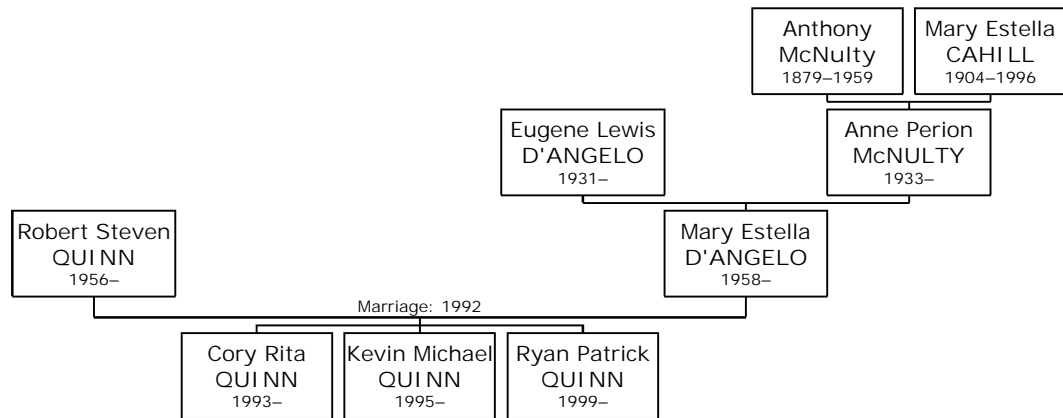 Anthony
McNulty
1879–1959
Mary Estella
CAHILL
1904–1996
Eugene Lewis
D'ANGELO
1931–
Anne Perion
McNULTY
1933–
Robert Steven
QUINN
1956–
Mary Estella
D'ANGELO
1958–
Marriage: 1992
Cory Rita
QUINN
1993–
Kevin Michael
QUINN
1995–
Ryan Patrick
QUINN
1999–